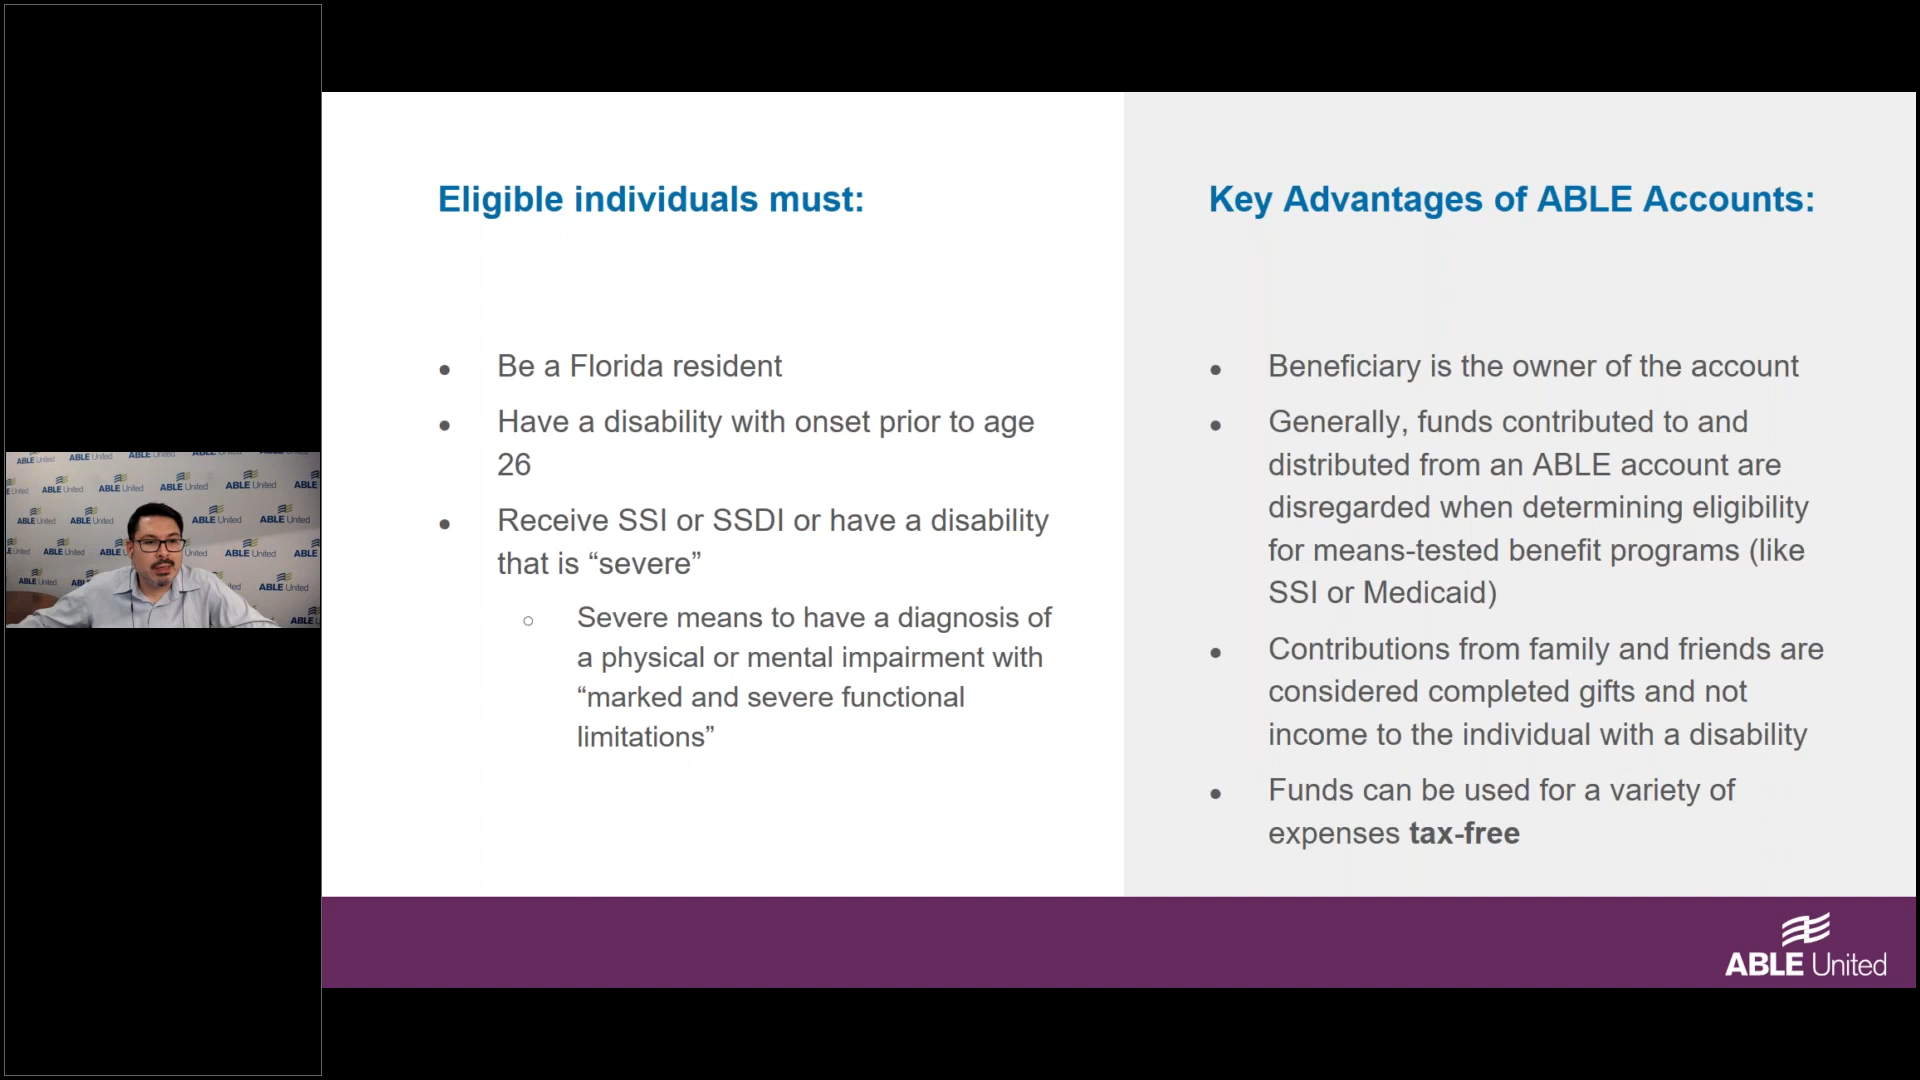 Eligible individuals must:
● Be a Florida resident
● Have a disability with onset prior to age
26
● Receive SSI or SSDI or have a disability
that is “severe”
○ Severe means to have a diagnosis of
a physical or mental impairment with
“marked and severe functional
limitations”
Key Advantages of ABLE Accounts:
● Beneficiary is the owner of the account
● Generally, funds contributed to and
distributed from an ABLE account are
disregarded when determining eligibility
for means-tested benefit programs (like
SSI or Medicaid)
● Contributions from family and friends are
considered completed gifts and not
income to the individual with a disability
● Funds can be used for a variety of
expenses tax-free
ABLE United
ABLE United